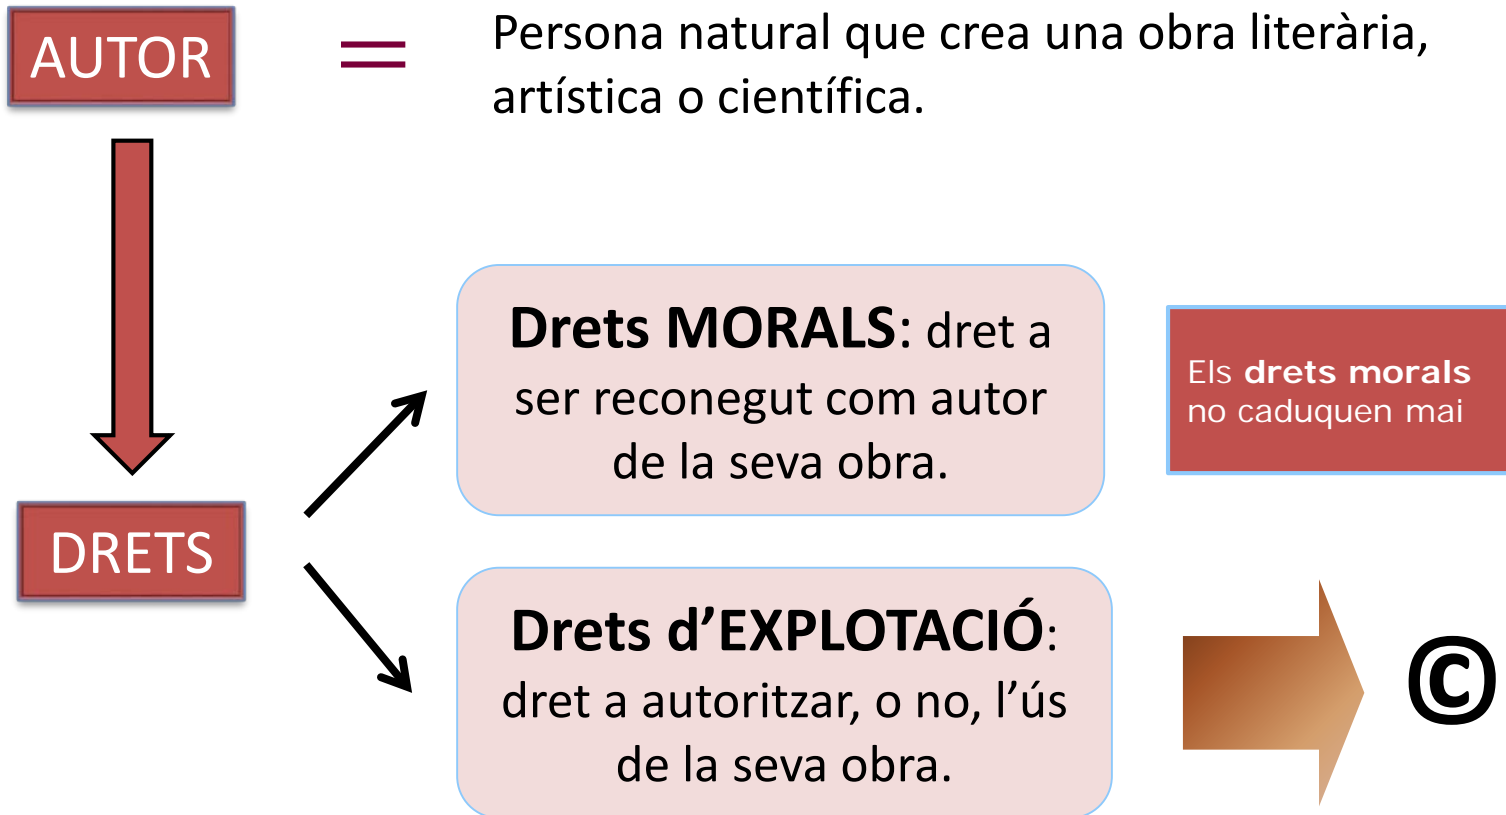 AUTOR
=
Persona natural que crea una obra literària,
artística o científica.
Drets MORALS: dret a
ser reconegut com autor
de la seva obra.
Els drets morals
no caduquen mai
DRETS
Drets d’EXPLOTACIÓ:
dret a autoritzar, o no, l’ús
de la seva obra.
©